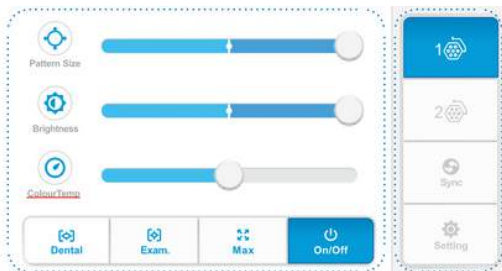 Pattern Size
Brightness
ColourTemp
Dental
Exam.
Max
On/Off
1
2
Sync
Setting